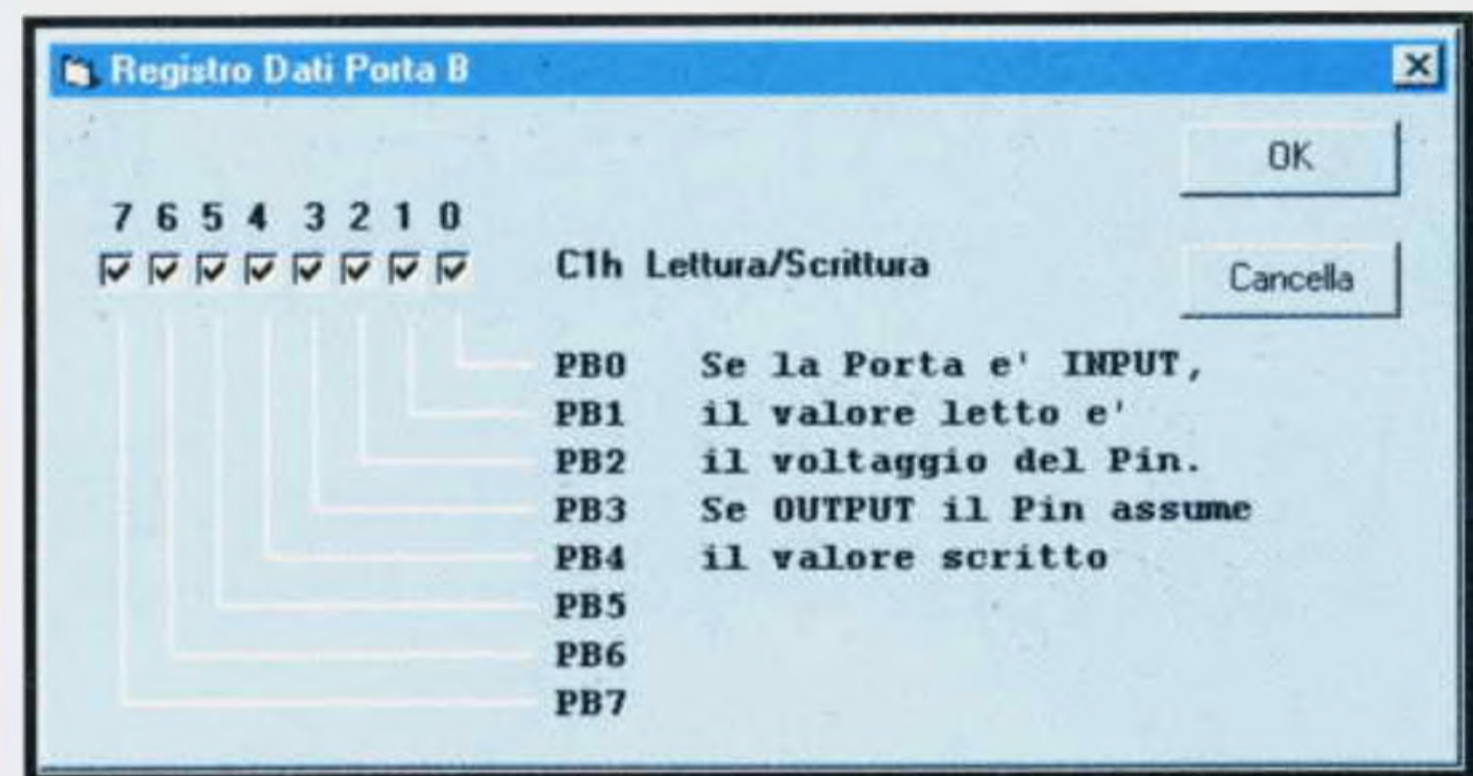 Registro Dati Porta B
OK
7 6 5 4 3 2 1 0
C1h Lettura/Scrittura
Cancella
PB0 Se la Porta e' INPUT,
PB1 il valore letto e'
PB2 il voltaggio del Pin.
PB3 Se OUTPUT il Pin assume
PB4 il valore scritto
PB5
PB6
PB7